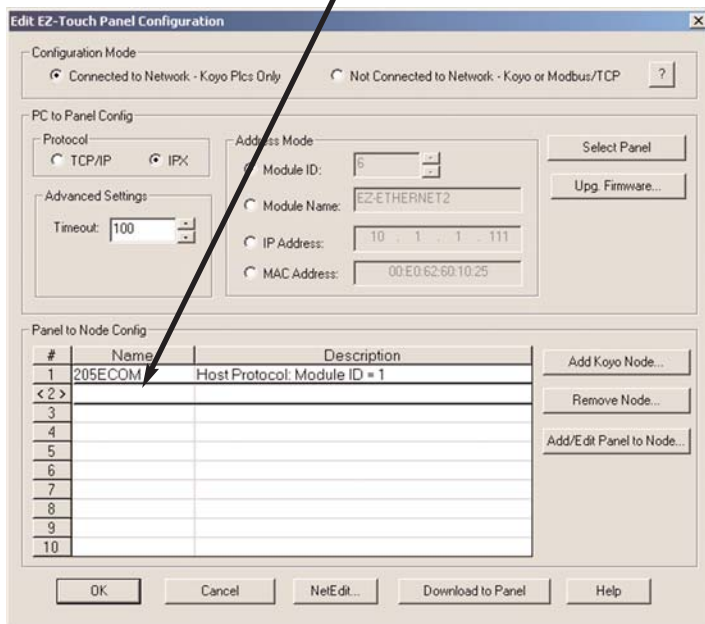 Edit EZ-Touch Panel Configuration
Configuration Mode
Connected to Network - Koyo Plcs Only
Not Connected to Network - Koyo or Modbus/TCP
?
PC to Panel Config
Protocol
TCP/IP
IPX
Advanced Settings
Timeout: 100
Address Mode
Module ID: 6
Module Name: EZ-ETHERNET2
IP Address: 10 . 1 . 1 . 111
MAC Address: 00:E0:62:60:10:25
Select Panel
Upg. Firmware...
Panel to Node Config
# Name Description
1 205ECOM Host Protocol: Module ID = 1
< 2 >
3
4
5
6
7
8
9
10
Add Koyo Node...
Remove Node...
Add/Edit Panel to Node...
OK
Cancel
NetEdit...
Download to Panel
Help